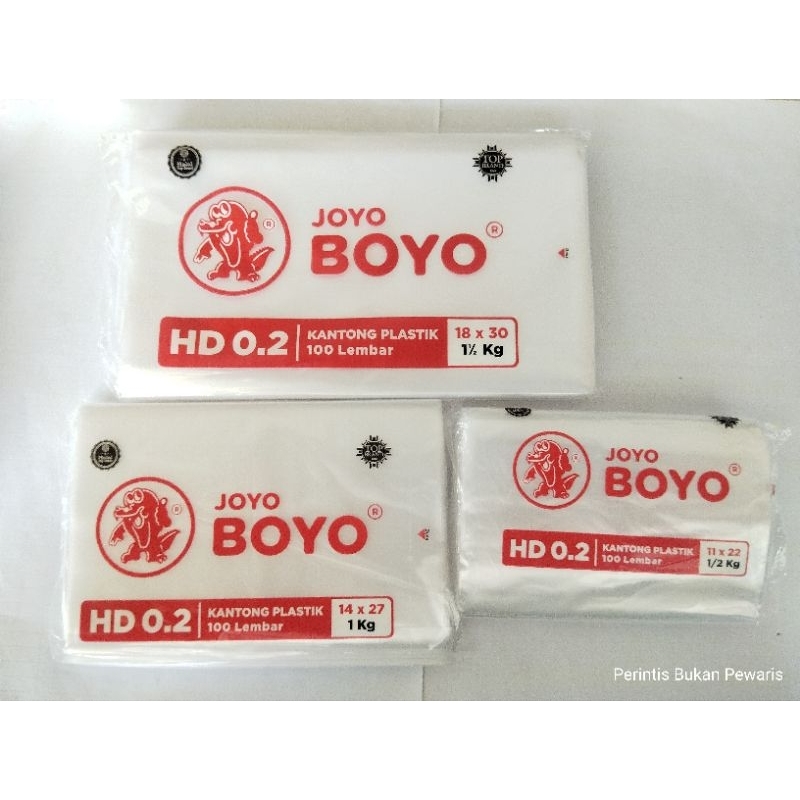 TOP
BRAND
JOYO
BOYO
®
®
HD 0.2
KANTONG PLASTIK
100 Lembar
18 x 30
1½ Kg
JOYO
BOYO
®
®
HD 0.2
KANTONG PLASTIK
100 Lembar
14 x 27
1 Kg
JOYO
BOYO
®
®
HD 0.2
KANTONG PLASTIK
100 Lembar
11 x 22
1/2 Kg
Perintis Bukan Pewaris